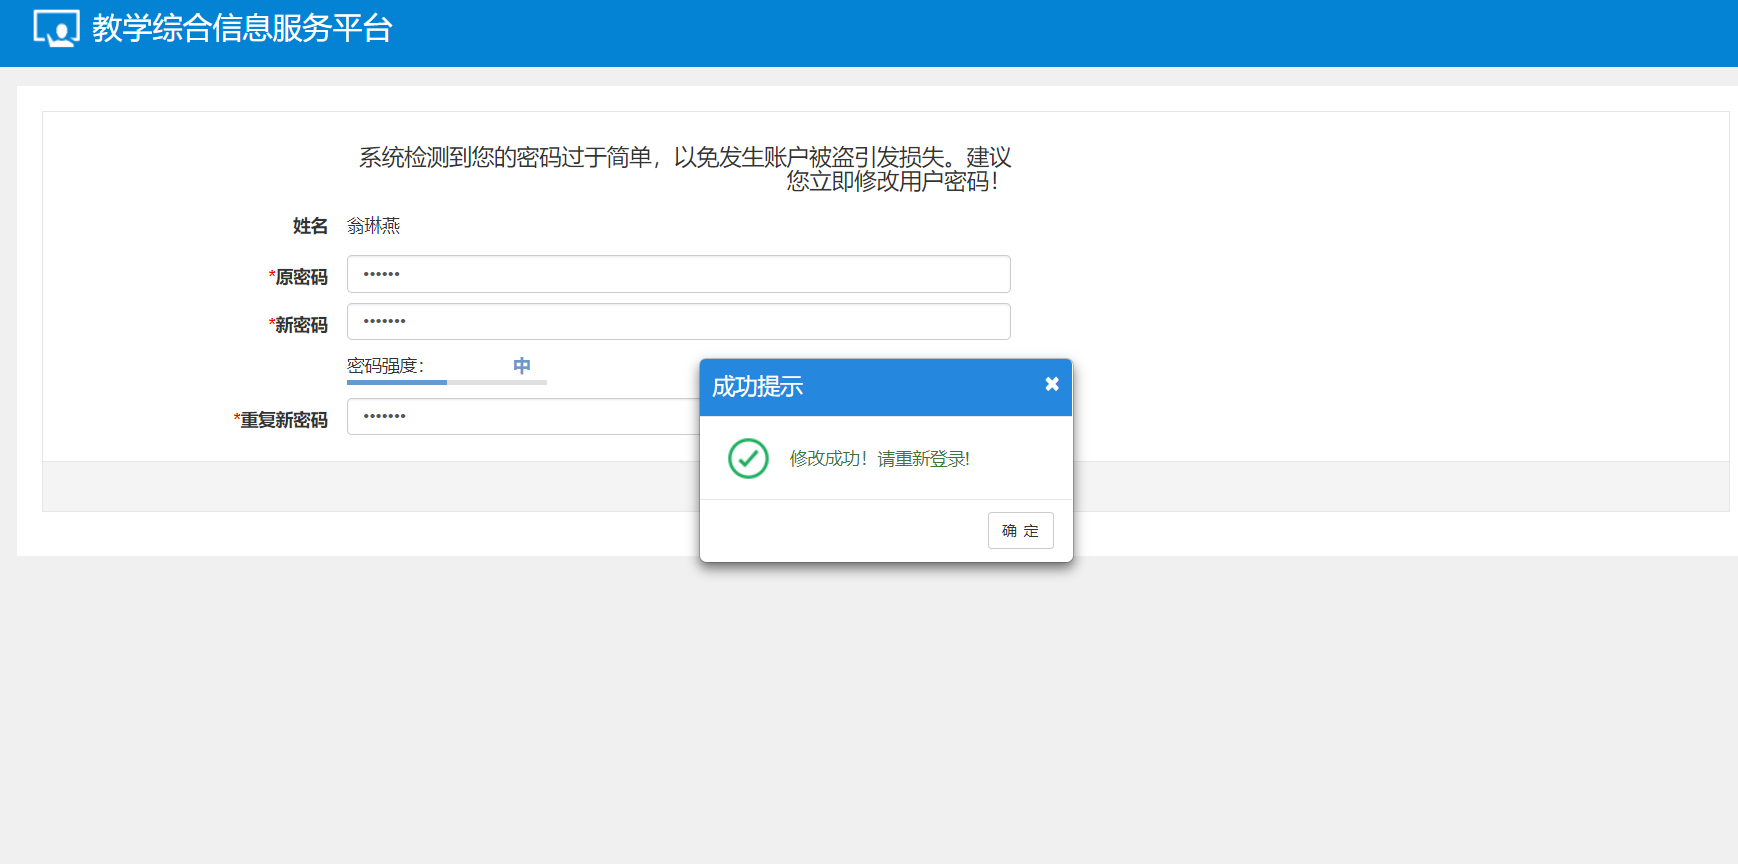 教学综合信息服务平台
系统检测到您的密码过于简单，以免发生账户被盗引发损失。建议
您立即修改用户密码！
姓名 翁琳燕
*原密码 ••••••
*新密码 •••••••
密码强度： 中
*重复新密码 •••••••
成功提示 ✖
修改成功！请重新登录!
确 定